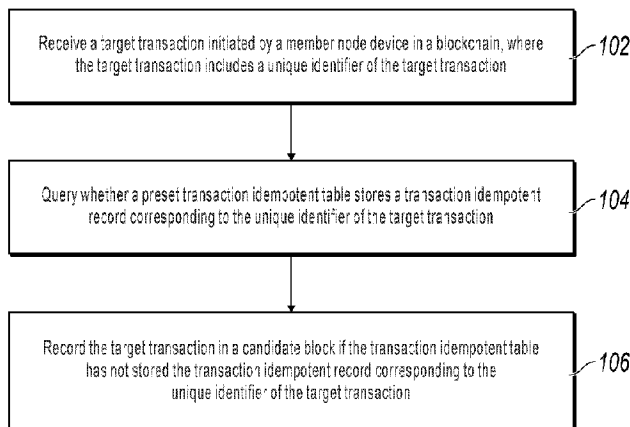 Receive a target transaction initiated by a member node device in a blockchain, where
the target transaction includes a unique identifier of the target transaction
102
Query whether a preset transaction idempotent table stores a transaction idempotent
record corresponding to the unique identifier of the target transaction
104
Record the target transaction in a candidate block if the transaction idempotent table
has not stored the transaction idempotent record corresponding to the
unique identifier of the target transaction
106